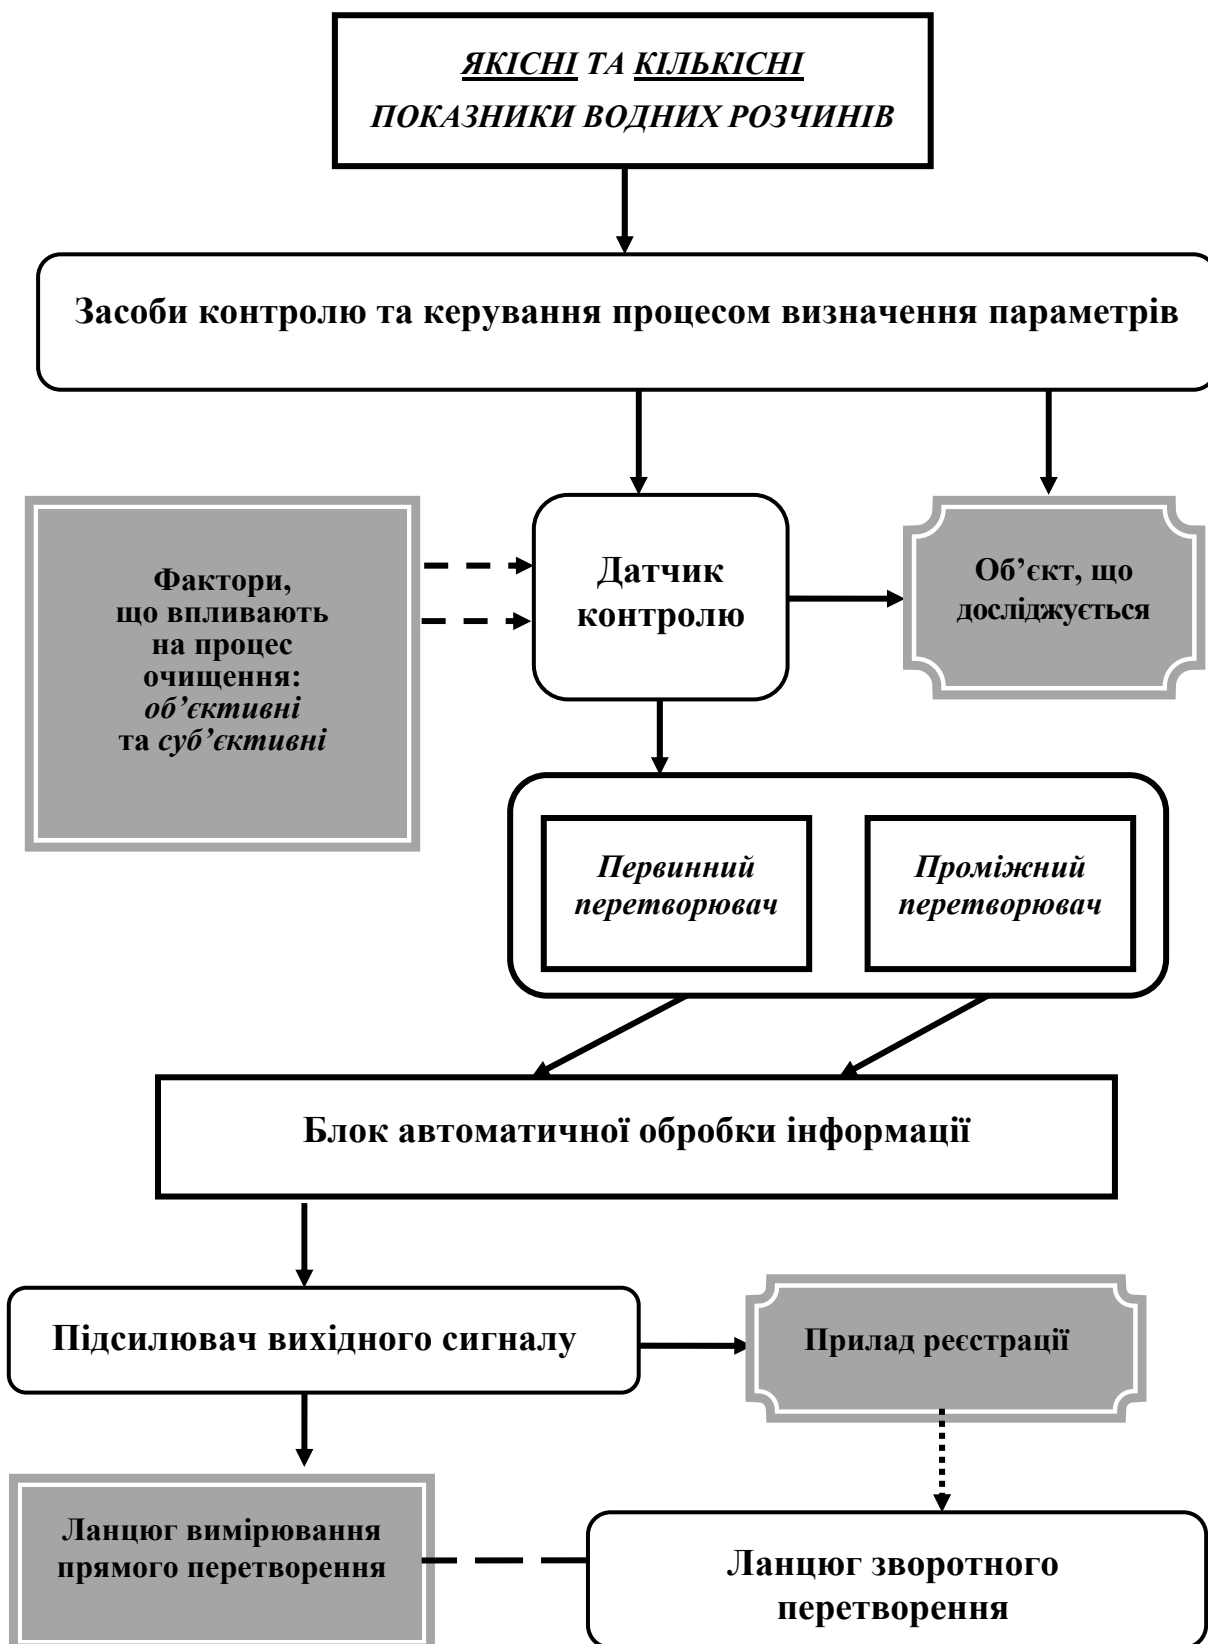 ЯКІСНІ ТА КІЛЬКІСНІ
ПОКАЗНИКИ ВОДНИХ РОЗЧИНІВ
Засоби контролю та керування процесом визначення параметрів
Фактори,
що впливають
на процес
очищення:
об’єктивні
та суб’єктивні
Датчик
контролю
Об’єкт, що
досліджується
Первинний
перетворювач
Проміжний
перетворювач
Блок автоматичної обробки інформації
Підсилювач вихідного сигналу
Прилад реєстрації
Ланцюг вимірювання
прямого перетворення
Ланцюг зворотного
перетворення